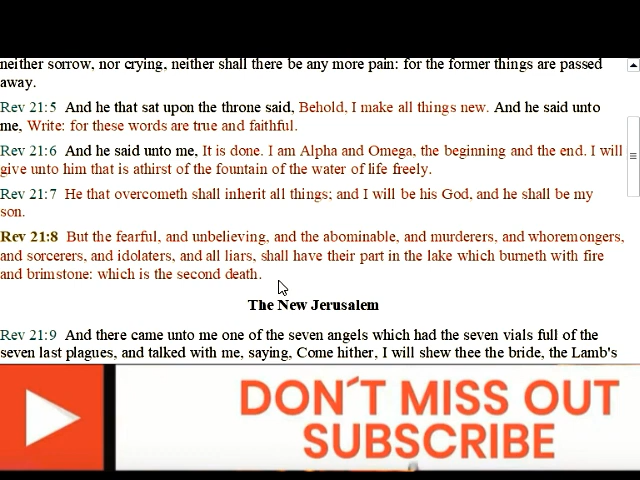 neither sorrow, nor crying, neither shall there be any more pain: for the former things are passed
away.
Rev 21:5 And he that sat upon the throne said, Behold, I make all things new. And he said unto
me, Write: for these words are true and faithful.
Rev 21:6 And he said unto me, It is done. I am Alpha and Omega, the beginning and the end. I will
give unto him that is athirst of the fountain of the water of life freely.
Rev 21:7 He that overcometh shall inherit all things; and I will be his God, and he shall be my
son.
Rev 21:8 But the fearful, and unbelieving, and the abominable, and murderers, and whoremongers,
and sorcerers, and idolaters, and all liars, shall have their part in the lake which burneth with fire
and brimstone: which is the second death.
The New Jerusalem
Rev 21:9 And there came unto me one of the seven angels which had the seven vials full of the
seven last plagues, and talked with me, saying, Come hither, I will shew thee the bride, the Lamb's
DON´T MISS OUT
SUBSCRIBE